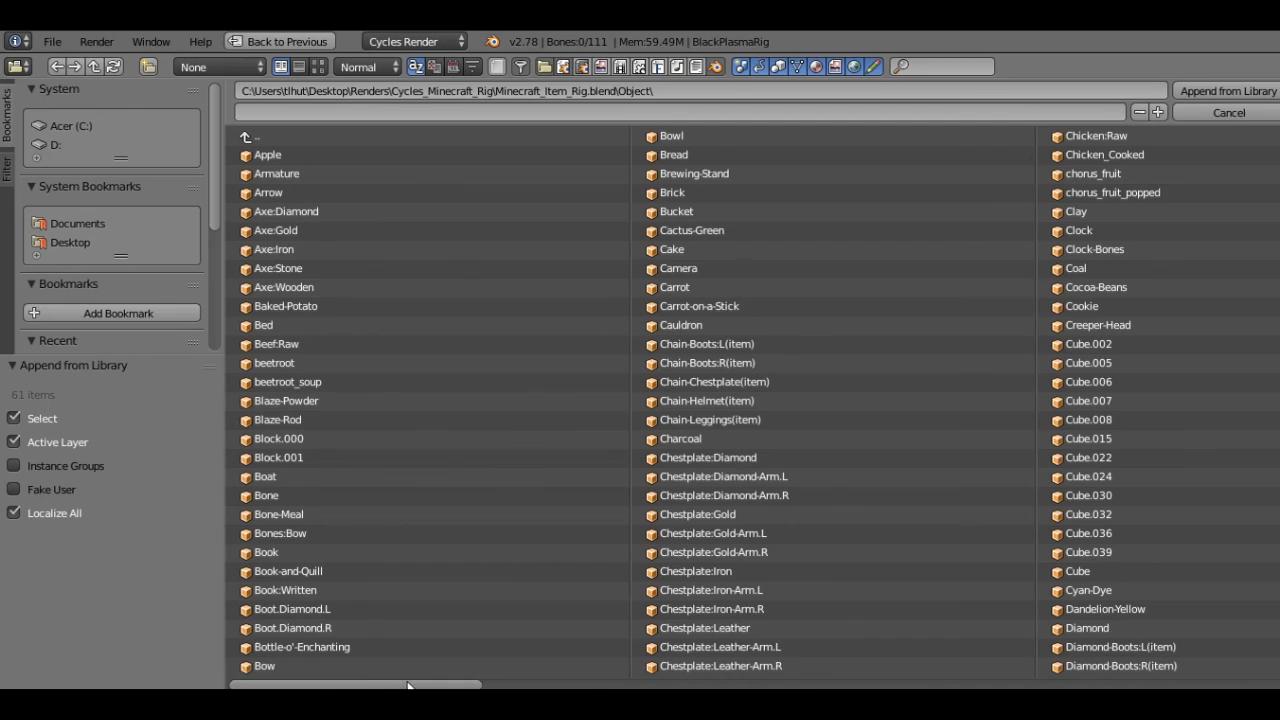 File Render Window Help Back to Previous Cycles Render v2.78 | Bones:0/111 | Mem:59.49M | BlackPlasmaRig
None Normal
C:\Users\tlhut\Desktop\Renders\Cycles_Minecraft_Rig\Minecraft_Item_Rig.blend\Object\ Append from Library
Cancel
Bookmarks
Filter
System
Acer (C:)
D:
System Bookmarks
Documents
Desktop
Bookmarks
Add Bookmark
Recent
Append from Library
61 items
Select
Active Layer
Instance Groups
Fake User
Localize All
..
Apple
Armature
Arrow
Axe:Diamond
Axe:Gold
Axe:Iron
Axe:Stone
Axe:Wooden
Baked-Potato
Bed
Beef:Raw
beetroot
beetroot_soup
Blaze-Powder
Blaze-Rod
Block.000
Block.001
Boat
Bone
Bone-Meal
Bones:Bow
Book
Book-and-Quill
Book:Written
Boot.Diamond.L
Boot.Diamond.R
Bottle-o'-Enchanting
Bow
Bowl
Bread
Brewing-Stand
Brick
Bucket
Cactus-Green
Cake
Camera
Carrot
Carrot-on-a-Stick
Cauldron
Chain-Boots:L(item)
Chain-Boots:R(item)
Chain-Chestplate(item)
Chain-Helmet(item)
Chain-Leggings(item)
Charcoal
Chestplate:Diamond
Chestplate:Diamond-Arm.L
Chestplate:Diamond-Arm.R
Chestplate:Gold
Chestplate:Gold-Arm.L
Chestplate:Gold-Arm.R
Chestplate:Iron
Chestplate:Iron-Arm.L
Chestplate:Iron-Arm.R
Chestplate:Leather
Chestplate:Leather-Arm.L
Chestplate:Leather-Arm.R
Chicken:Raw
Chicken_Cooked
chorus_fruit
chorus_fruit_popped
Clay
Clock
Clock-Bones
Coal
Cocoa-Beans
Cookie
Creeper-Head
Cube.002
Cube.005
Cube.006
Cube.007
Cube.008
Cube.015
Cube.022
Cube.024
Cube.030
Cube.032
Cube.036
Cube.039
Cube
Cyan-Dye
Dandelion-Yellow
Diamond
Diamond-Boots:L(item)
Diamond-Boots:R(item)